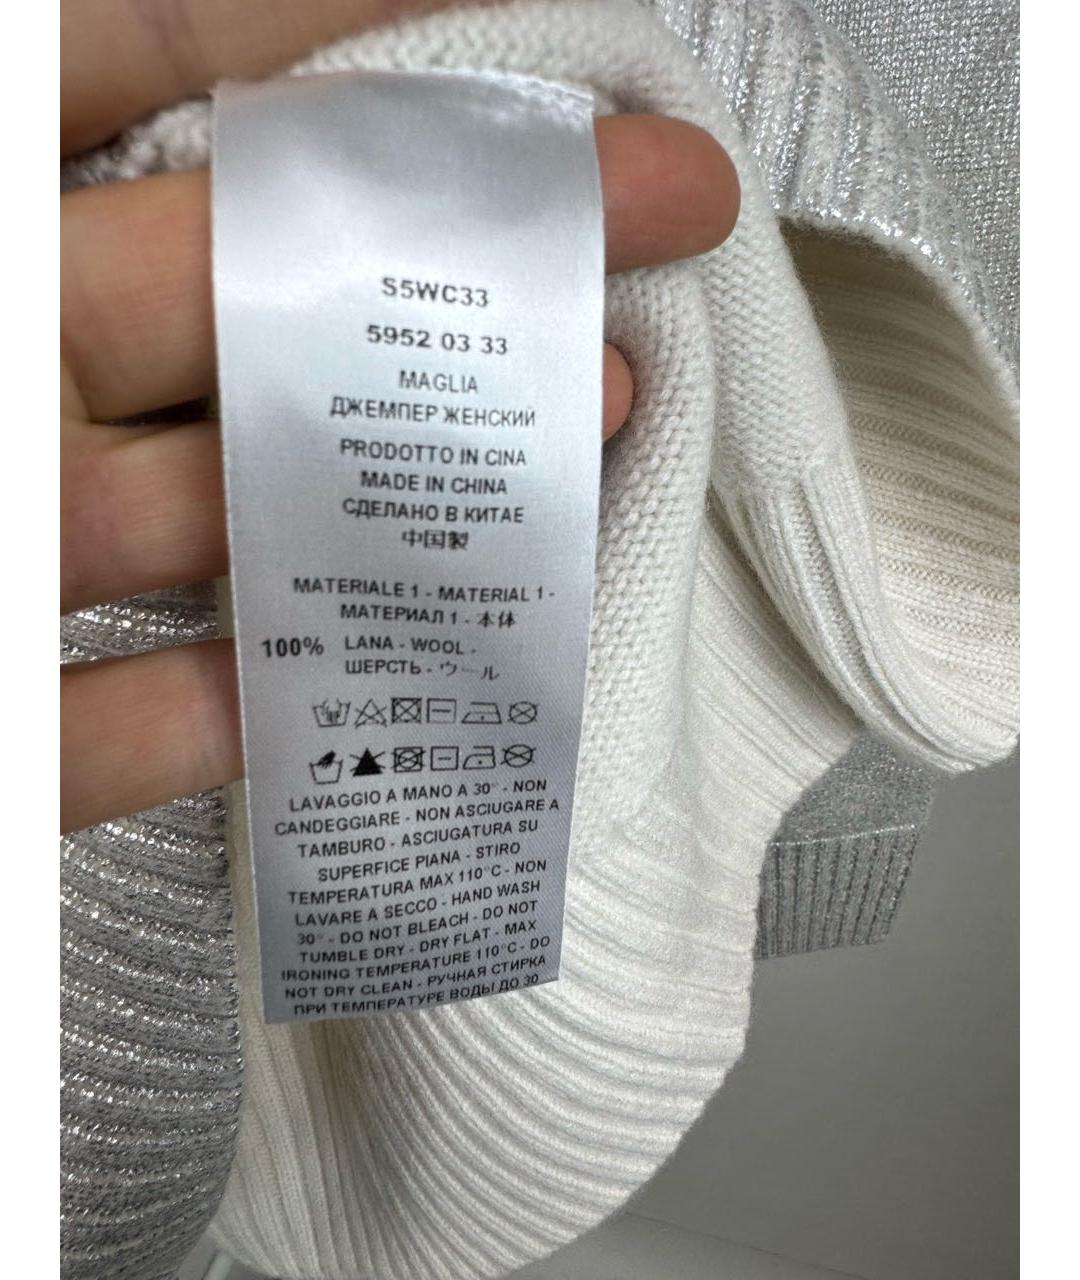 S5WC33
5952 03 33
MAGLIA
ДЖЕМПЕР ЖЕНСКИЙ
PRODOTTO IN CINA
MADE IN CHINA
СДЕЛАНО В КИТАЕ
中国製
MATERIALE 1 - MATERIAL 1 -
МАТЕРИАЛ 1 - 本体
100% LANA - WOOL -
ШЕРСТЬ - ウール
LAVAGGIO A MANO A 30° - NON
CANDEGGIARE - NON ASCIUGARE A
TAMBURO - ASCIUGATURA SU
SUPERFICE PIANA - STIRO
TEMPERATURA MAX 110°C - NON
LAVARE A SECCO - HAND WASH
30° - DO NOT BLEACH - DO NOT
TUMBLE DRY - DRY FLAT - MAX
IRONING TEMPERATURE 110°C - DO
NOT DRY CLEAN - РУЧНАЯ СТИРКА
ПРИ ТЕМПЕРАТУРЕ ВОДЫ ДО 30